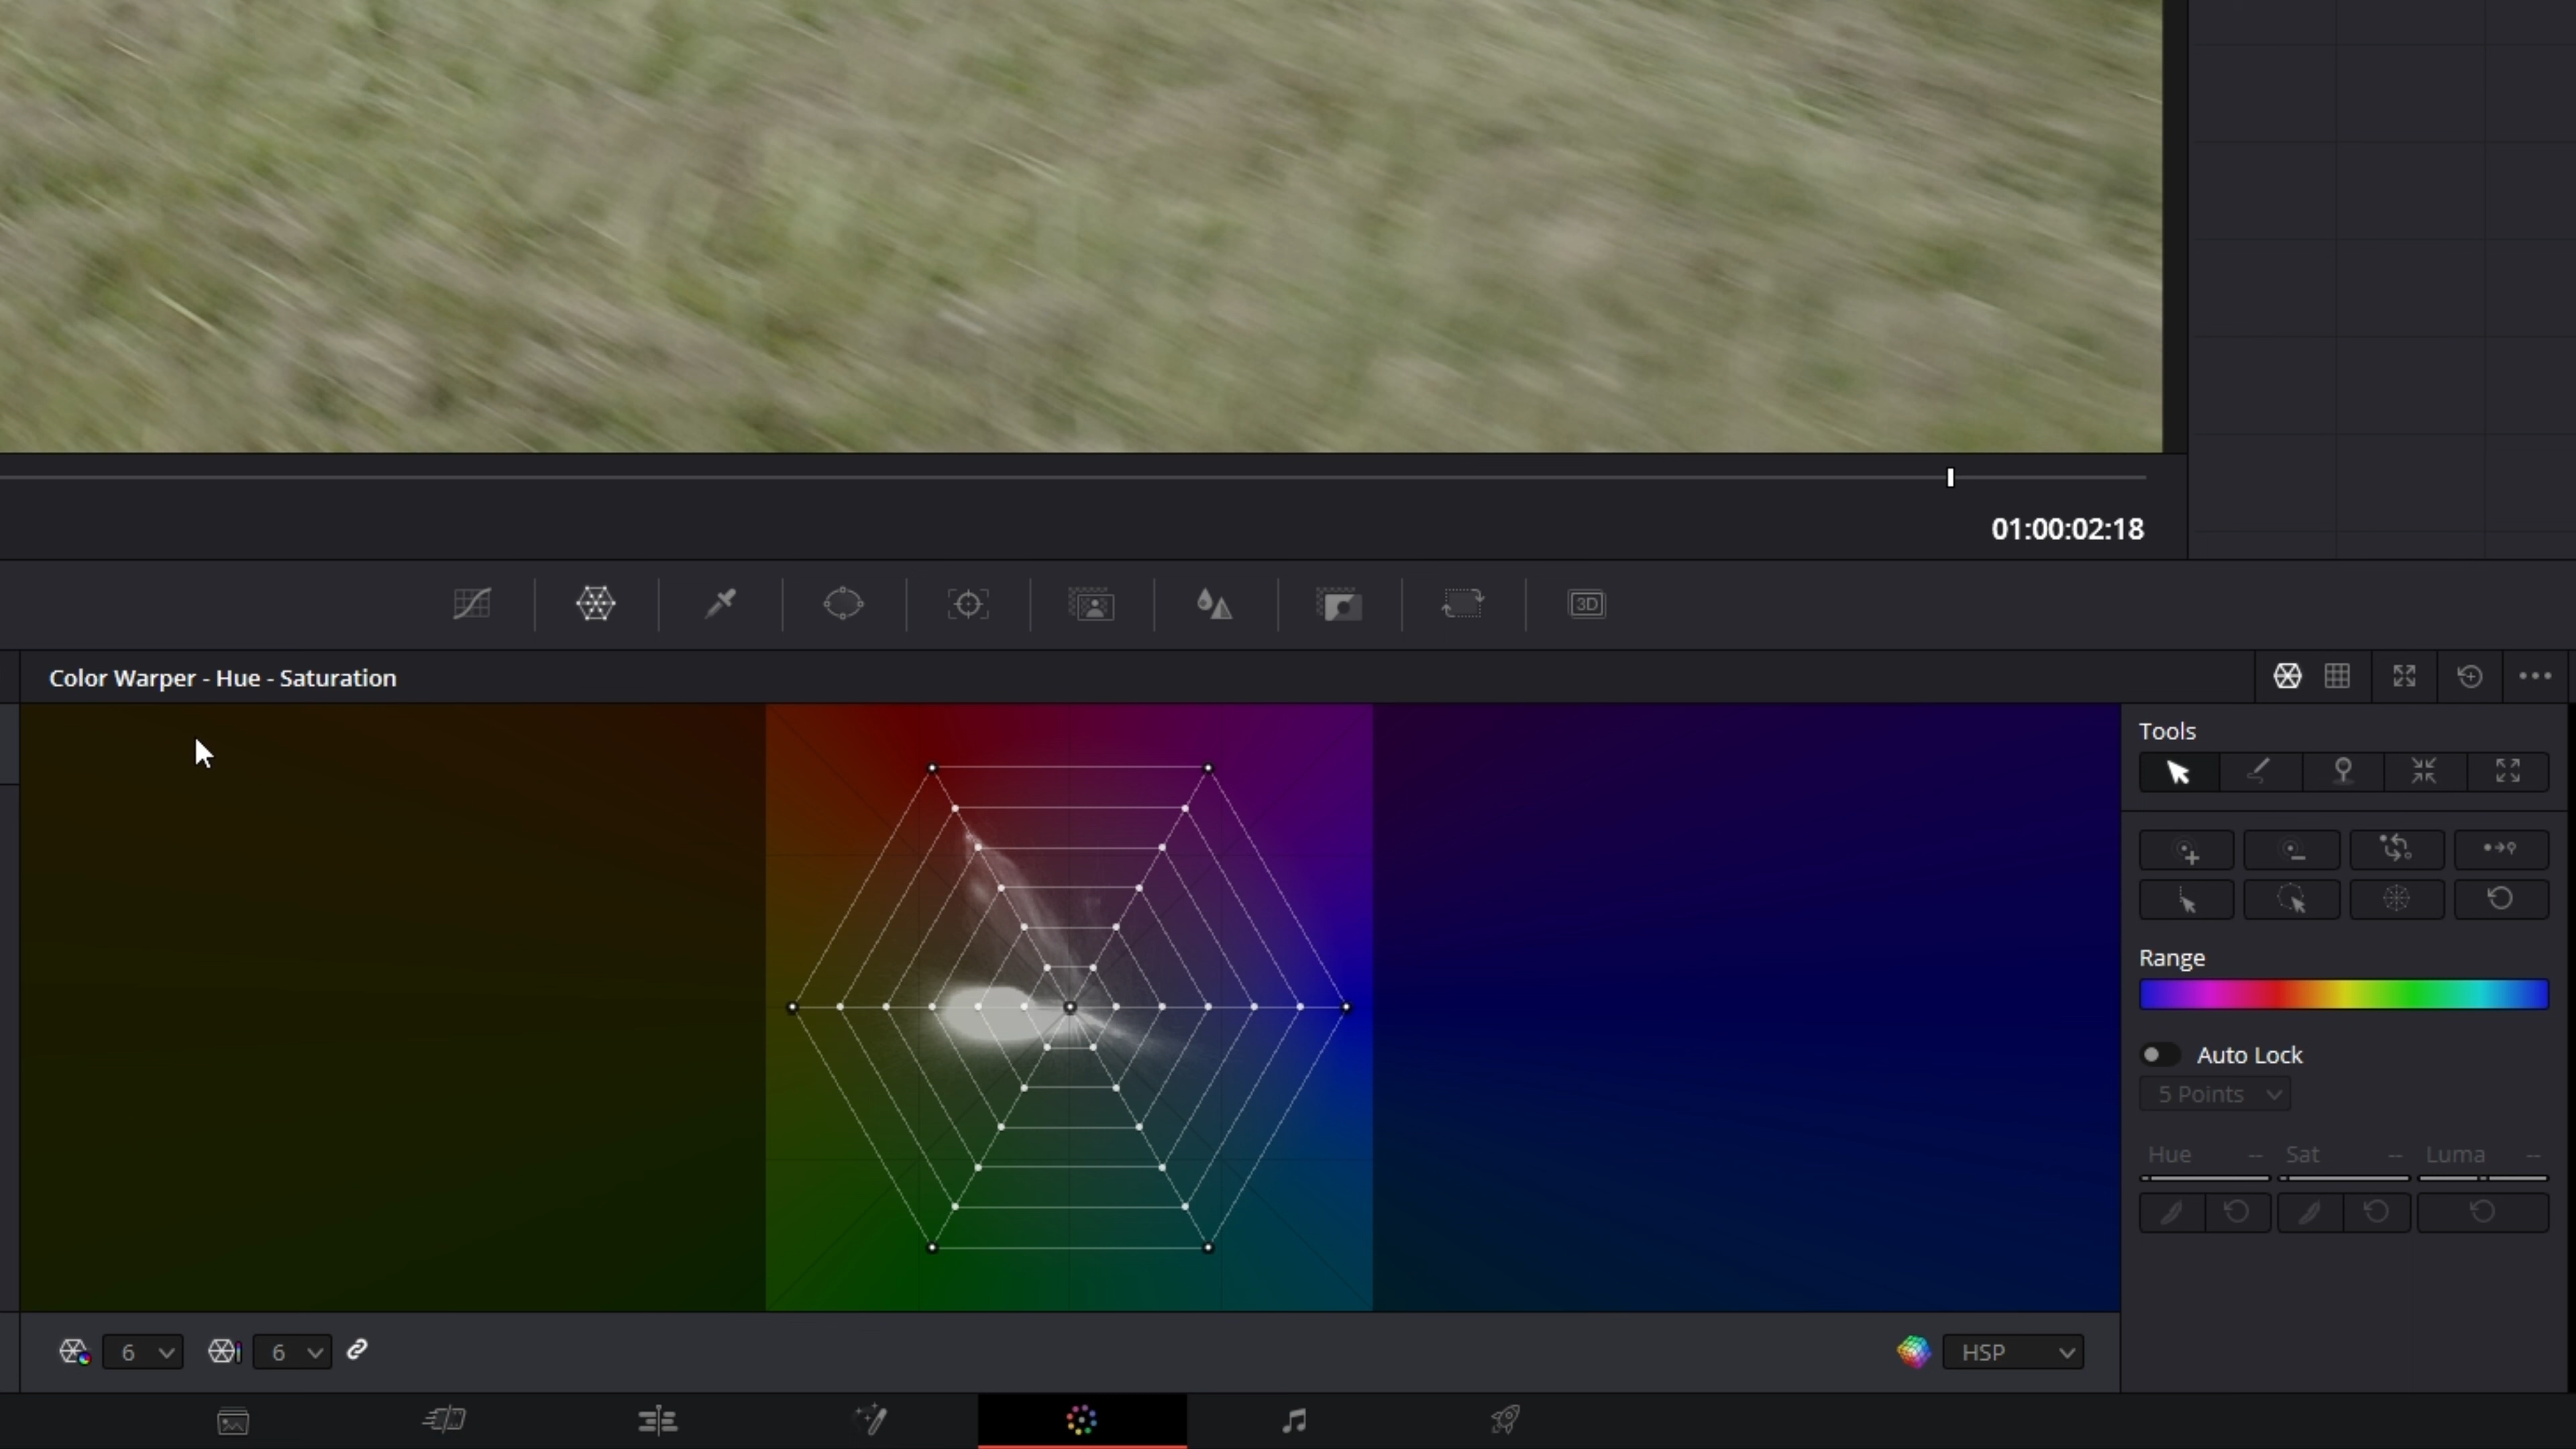 01:00:02:18
3D
Color Warper - Hue - Saturation
Tools
Range
Auto Lock
5 Points
Hue -- Sat -- Luma --
6 6 HSP